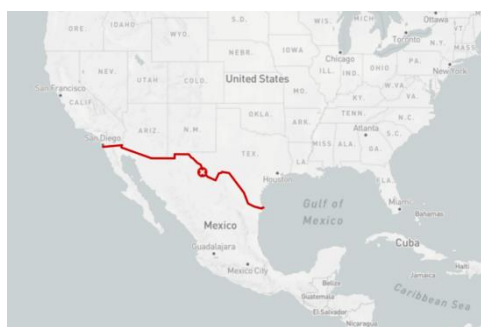 S.D.
WIS.
MICH
Ottawa
ORE.
IDAHO
WYO.
Toronto
VT.
N.Y.
MASS
NEBR.
IOWA
Chicago
PA.
New York
NEV.
UTAH
COLO.
United States
ILL.
IND.
OHIO
San Francisco
MO.
W.VA.
KY.
VA.
CALIF
OKLA.
TENN.
N.C.
San Diego
ARIZ.
N.M.
ARK.
Atlanta
S.C.
TEX.
MISS.
ALA.
GA.
LA.
Houston
FLA.
Gulf of
Mexico
Miami
Bahamas
Mexico
Guadalajara
Cuba
Mexico City
Haiti
Jamaica
Belize
Guatemala
Caribbean Sea
El Salvador
Nicaragua